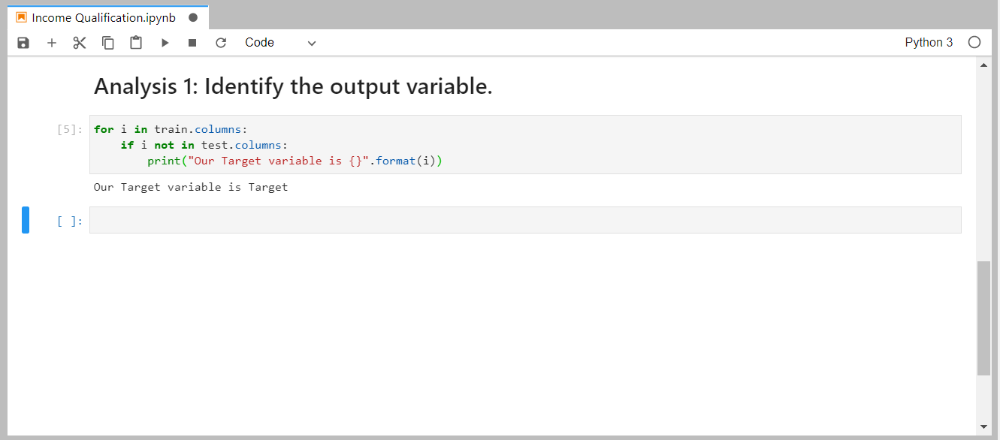 Income Qualification.ipynb
Code
Python 3
Analysis 1: Identify the output variable.
[5]:
for i in train.columns:
    if i not in test.columns:
        print("Our Target variable is {}".format(i))
Our Target variable is Target
[ ]: